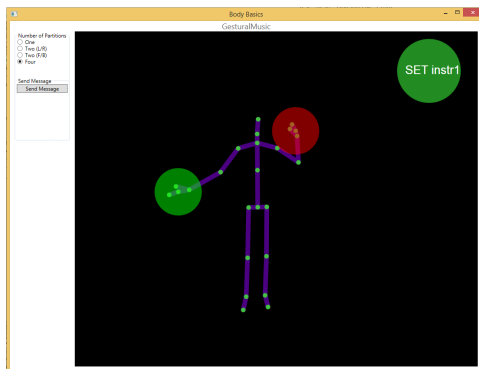 Body Basics
GesturalMusic
Number of Partitions
One
Two (L/R)
Two (F/B)
Four
Send Message
Send Message
SET instr1